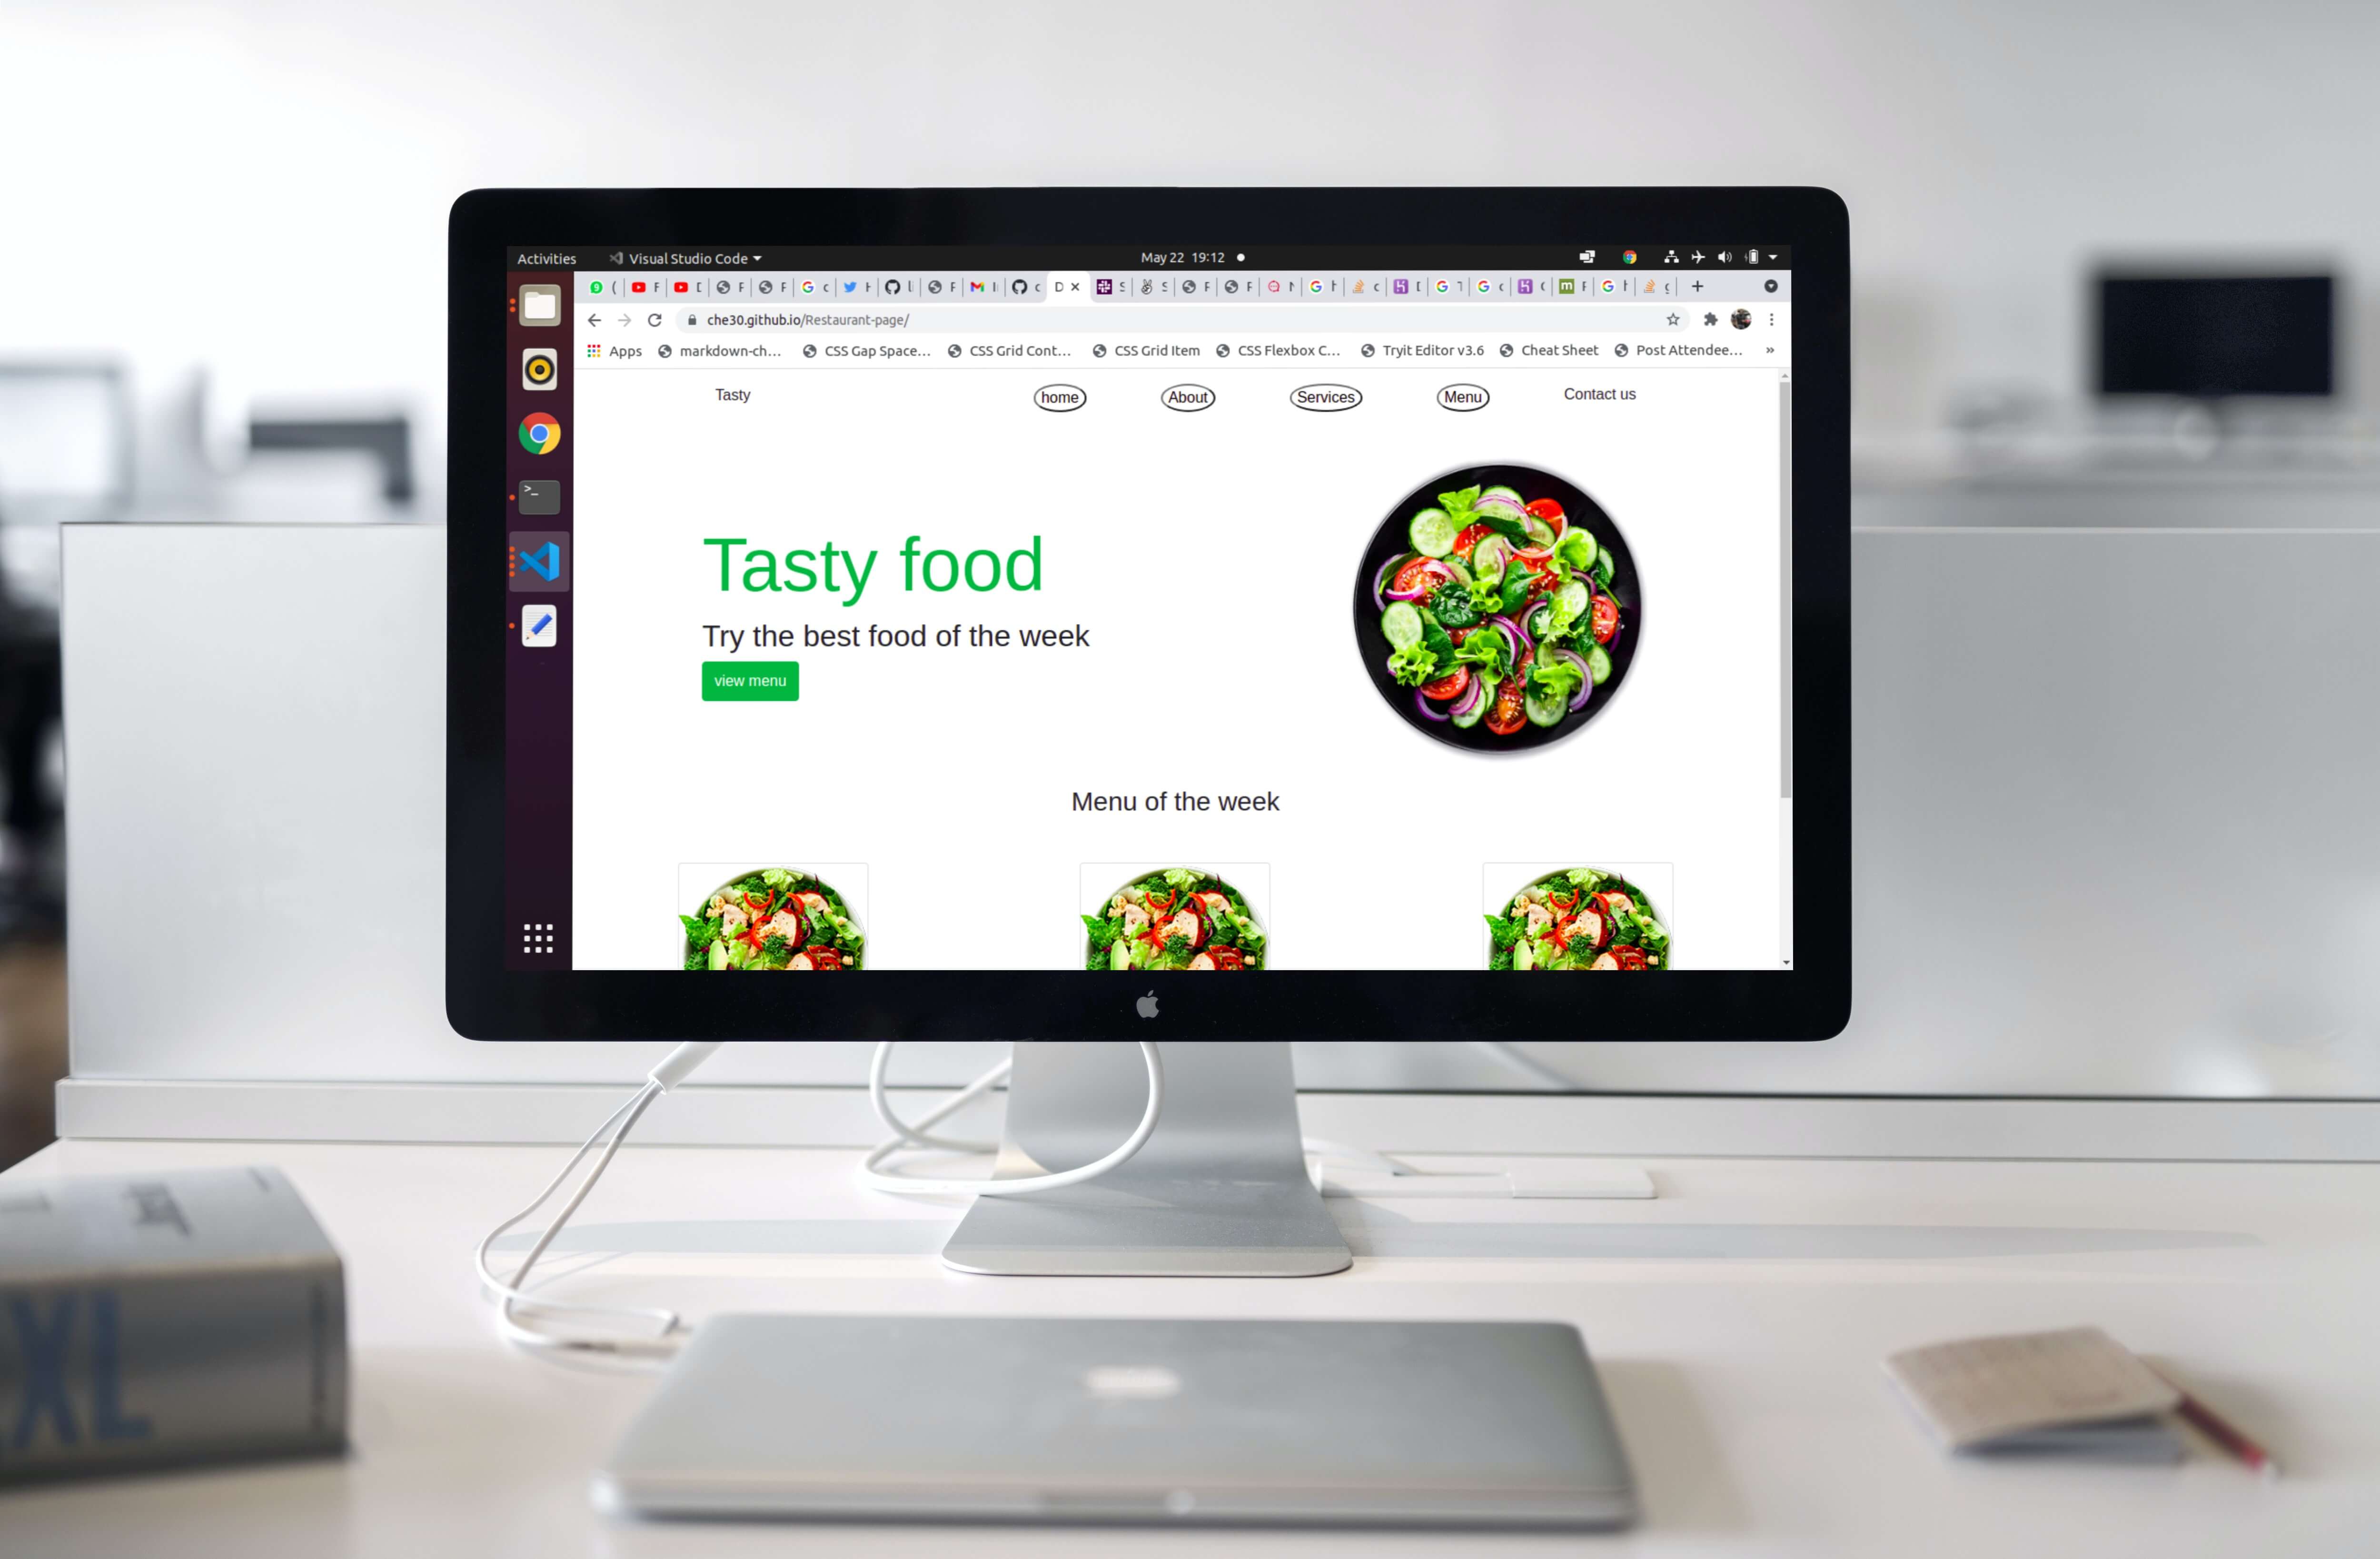 Activities Visual Studio Code May 22 19:12
che30.github.io/Restaurant-page/
Apps markdown-ch... CSS Gap Space... CSS Grid Cont... CSS Grid Item CSS Flexbox C... Tryit Editor v3.6 Cheat Sheet Post Attendee... »
Tasty home About Services Menu Contact us
Tasty food
Try the best food of the week
view menu
Menu of the week
XL